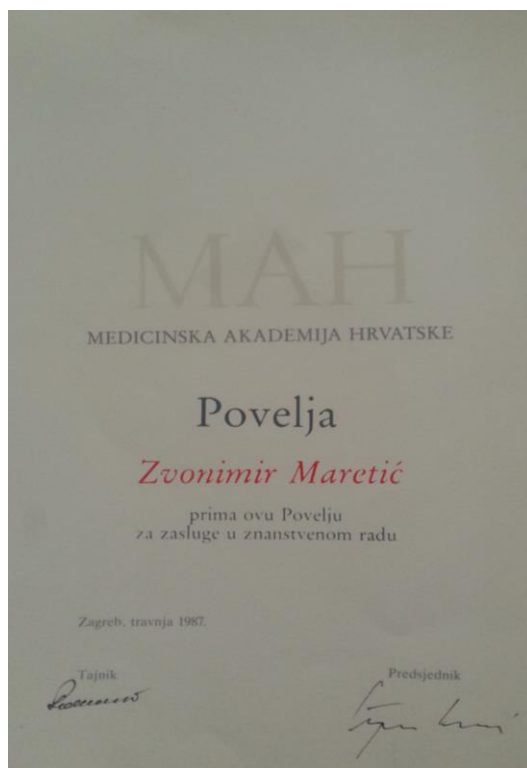 MAH
MEDICINSKA AKADEMIJA HRVATSKE
Povelja
Zvonimir Maretić
prima ovu Povelju
za zasluge u znanstvenom radu
Zagreb, travnja 1987.
Tajnik
Predsjednik